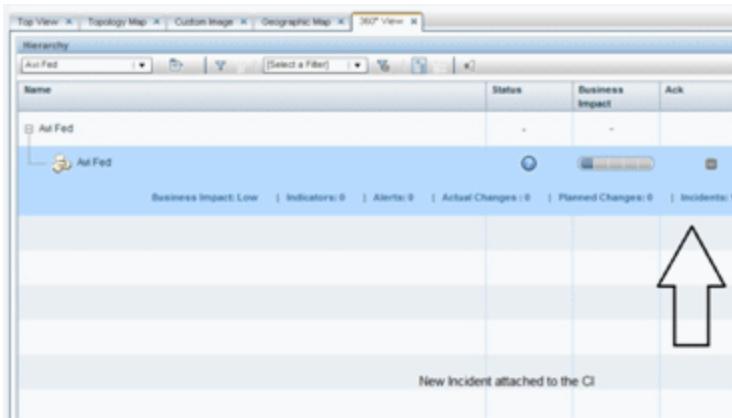 Top View Topology Map Custom Image Geographic Map 360° View
Hierarchy
Avi Fed [Select a Filter]
Name Status Business Impact Ack
Avi Fed - -
Avi Fed
Business Impact: Low | Indicators: 0 | Alerts: 0 | Actual Changes : 0 | Planned Changes: 0 | Incidents:
New Incident attached to the CI